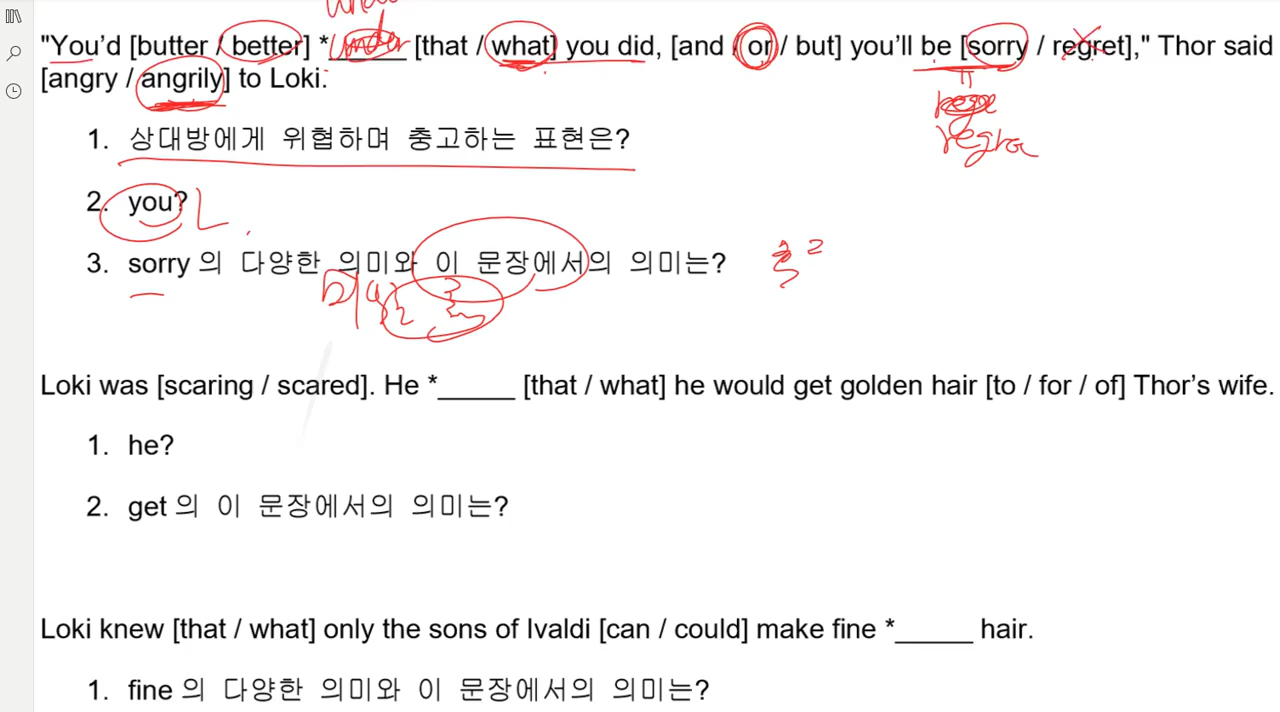 "You'd [butter / better] *_____ [that / what] you did, [and / or / but] you'll be [sorry / regret]," Thor said
[angry / angrily] to Loki.
1. 상대방에게 위협하며 충고하는 표현은?
2. you? L
3. sorry 의 다양한 의미와 이 문장에서의 의미는?
Loki was [scaring / scared]. He *_____ [that / what] he would get golden hair [to / for / of] Thor's wife.
1. he?
2. get 의 이 문장에서의 의미는?
Loki knew [that / what] only the sons of Ivaldi [can / could] make fine *_____ hair.
1. fine 의 다양한 의미와 이 문장에서의 의미는?